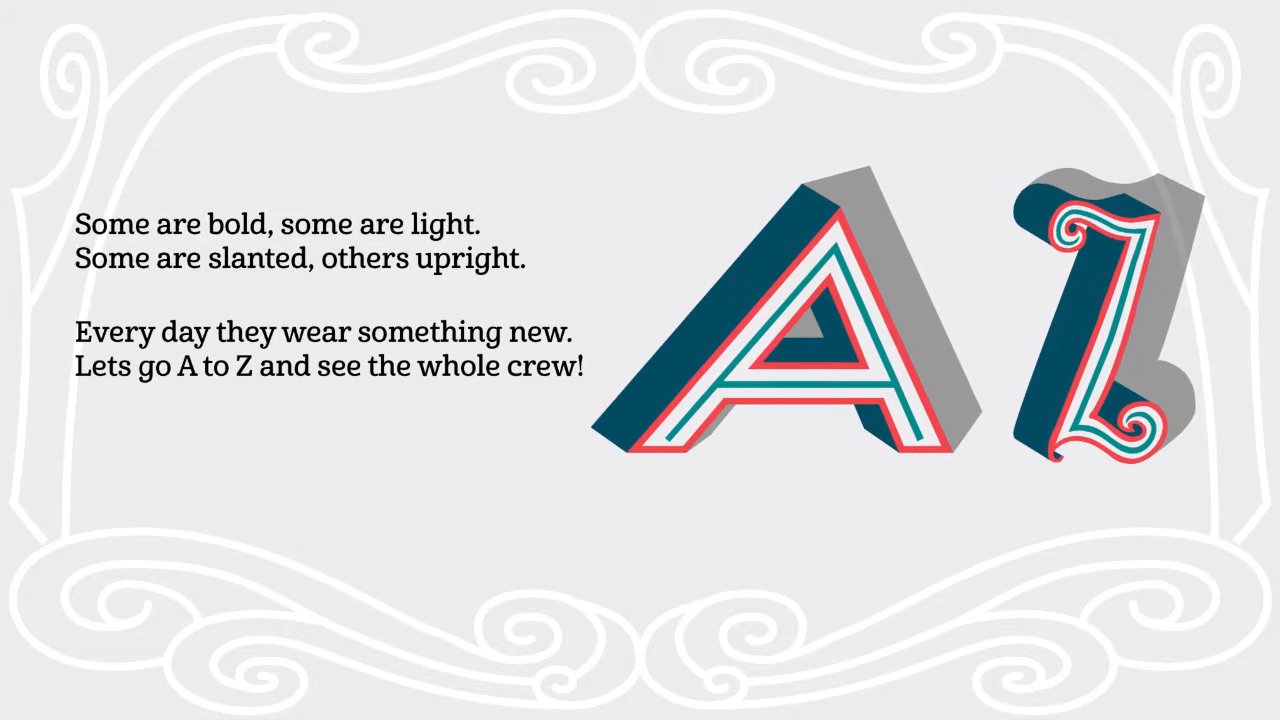 Some are bold, some are light.
Some are slanted, others upright.
Every day they wear something new.
Lets go A to Z and see the whole crew!
A Z